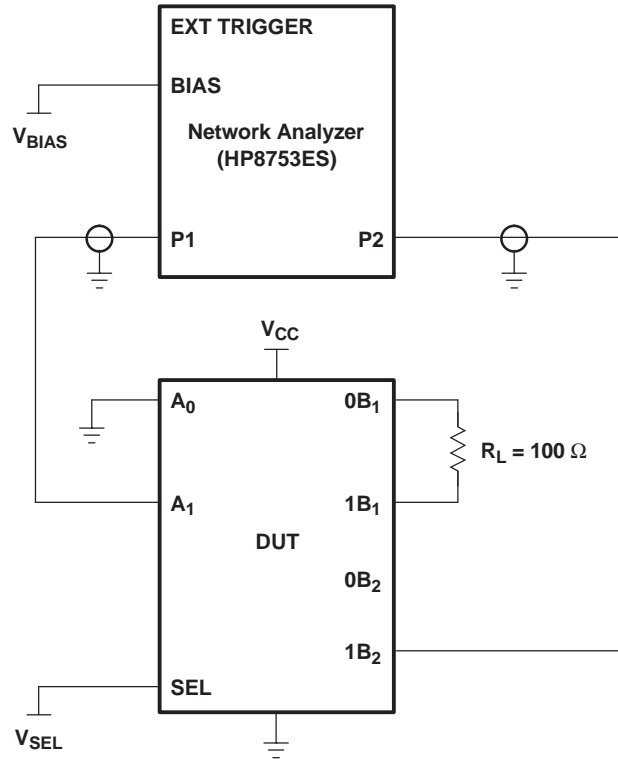 EXT TRIGGER
BIAS
V_BIAS
Network Analyzer
(HP8753ES)
P1
P2
V_CC
A_0
0B_1
R_L = 100 Ω
A_1
1B_1
DUT
0B_2
1B_2
SEL
V_SEL